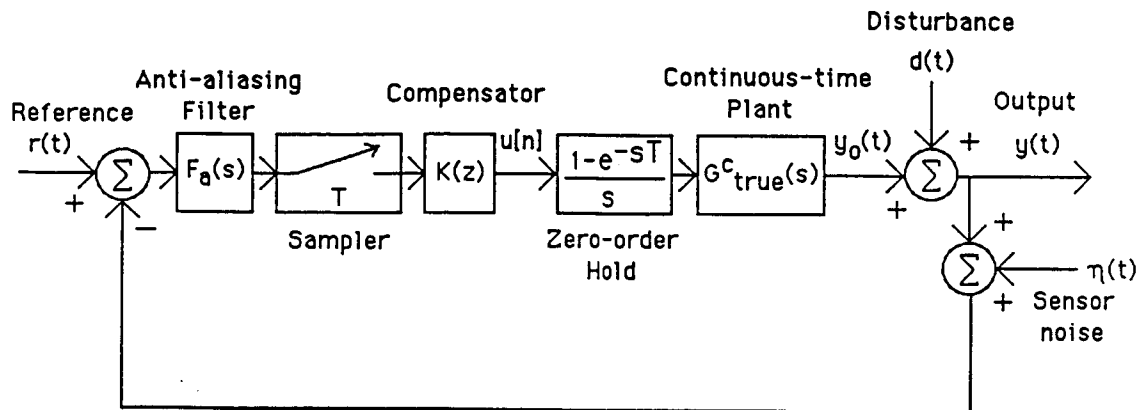 Disturbance
d(t)
Anti-aliasing
Filter
Continuous-time
Plant
Reference
r(t)
Compensator
Output
y(t)
u[n]
y₀(t)
+
Σ
Fₐ(s)
T
K(z)
1-e⁻ˢᵀ
s
Gᶜtrue(s)
Σ
+
+
−
Sampler
Zero-order
Hold
+
Σ
η(t)
+
Sensor
noise